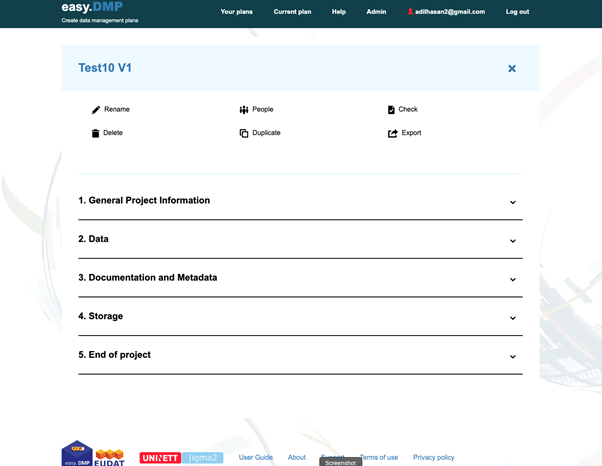 easy.DMP
Create data management plans
Your plans Current plan Help Admin adilhasan2@gmail.com Log out
Test10 V1
Rename People Check
Delete Duplicate Export
1. General Project Information
2. Data
3. Documentation and Metadata
4. Storage
5. End of project
easy.DMP EUDAT UNINETT Sigma2 User Guide About Support Terms of use Privacy policy
Screenshot